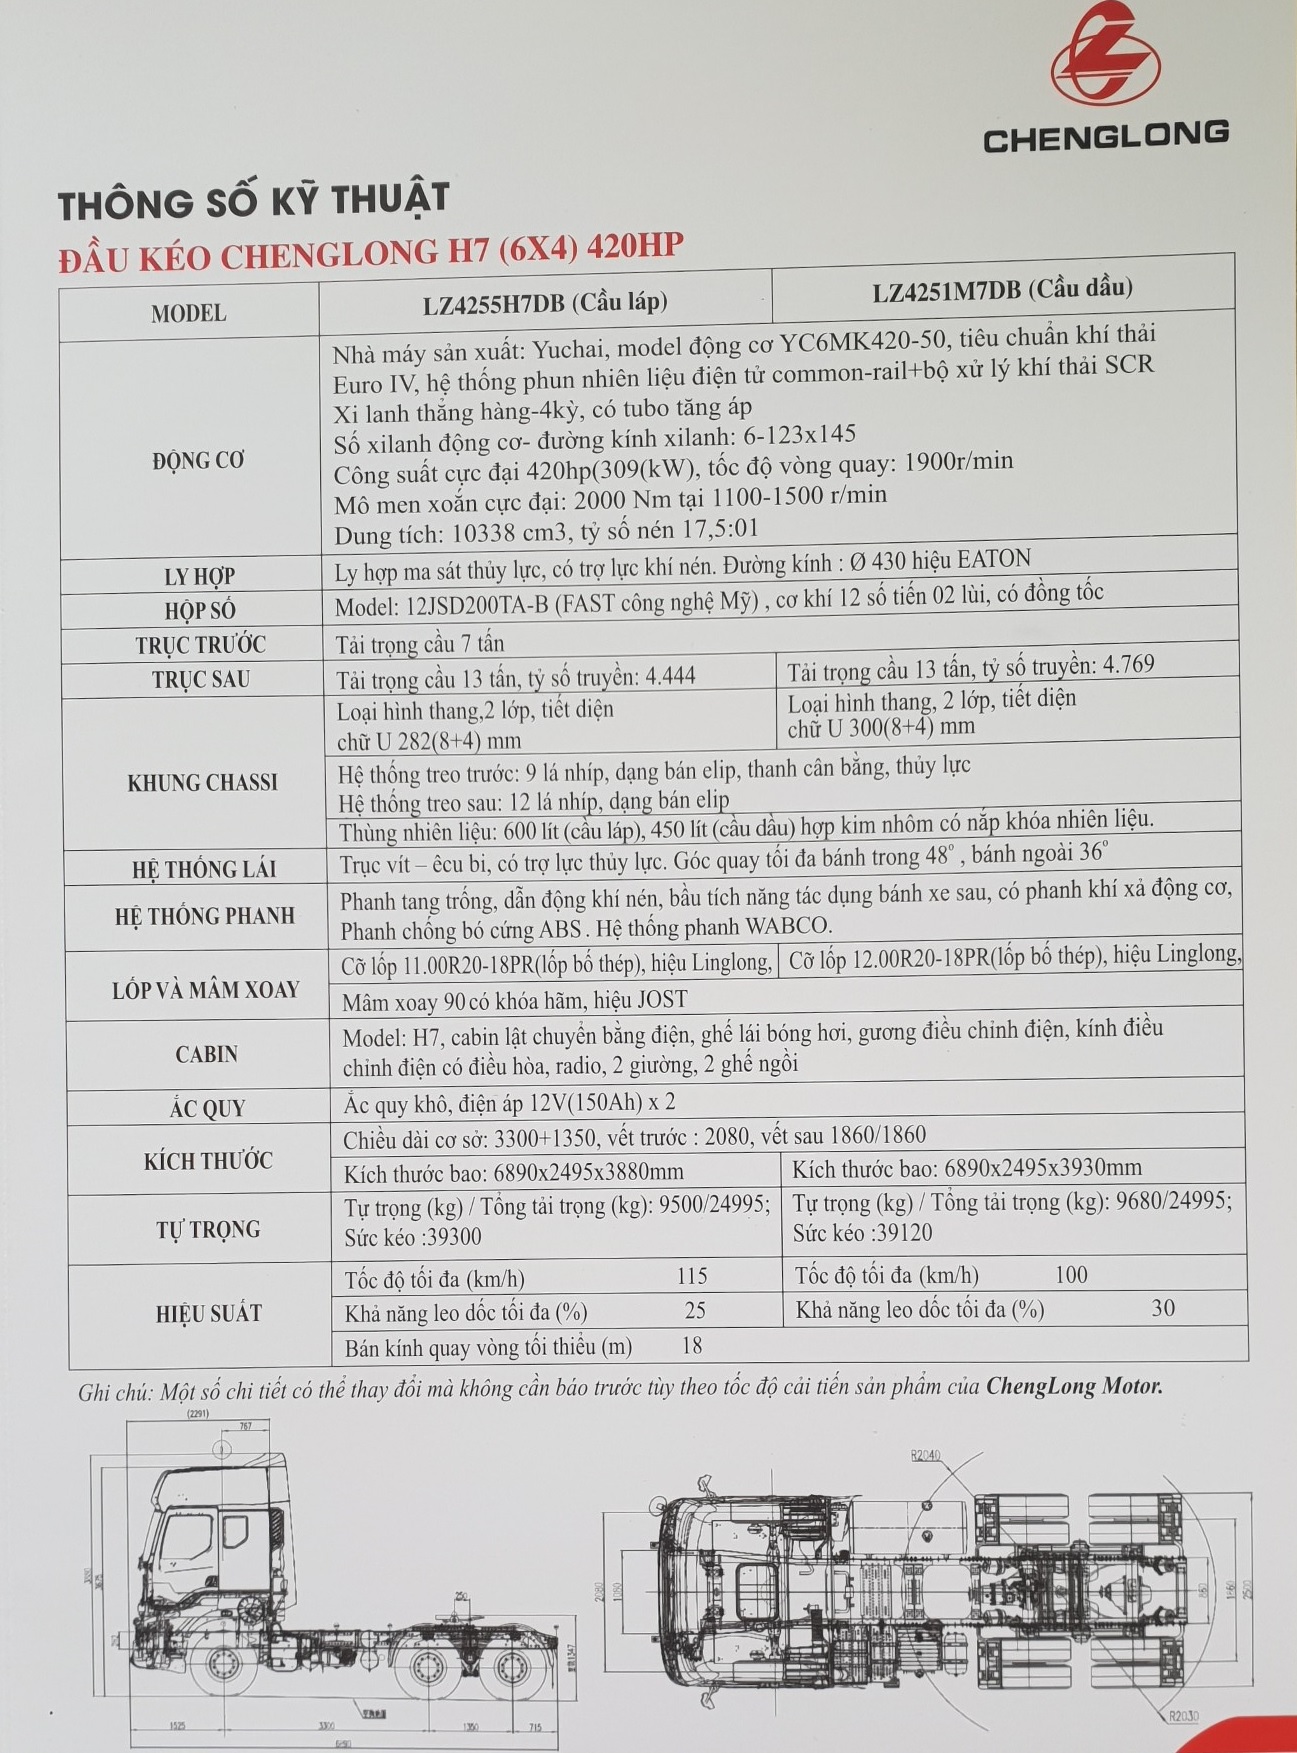 CHENGLONG
THÔNG SỐ KỸ THUẬT
ĐẦU KÉO CHENGLONG H7 (6X4) 420HP
MODEL
LZ4255H7DB (Cầu láp)
LZ4251M7DB (Cầu dầu)
ĐỘNG CƠ
Nhà máy sản xuất: Yuchai, model động cơ YC6MK420-50, tiêu chuẩn khí thải
Euro IV, hệ thống phun nhiên liệu điện tử common-rail+bộ xử lý khí thải SCR
Xi lanh thẳng hàng-4kỳ, có tubo tăng áp
Số xilanh động cơ- đường kính xilanh: 6-123x145
Công suất cực đại 420hp(309(kW), tốc độ vòng quay: 1900r/min
Mô men xoắn cực đại: 2000 Nm tại 1100-1500 r/min
Dung tích: 10338 cm3, tỷ số nén 17,5:01
LY HỢP
Ly hợp ma sát thủy lực, có trợ lực khí nén. Đường kính : Ø 430 hiệu EATON
HỘP SỐ
Model: 12JSD200TA-B (FAST công nghệ Mỹ) , cơ khí 12 số tiến 02 lùi, có đồng tốc
TRỤC TRƯỚC
Tải trọng cầu 7 tấn
TRỤC SAU
Tải trọng cầu 13 tấn, tỷ số truyền: 4.444
Tải trọng cầu 13 tấn, tỷ số truyền: 4.769
KHUNG CHASSI
Loại hình thang,2 lớp, tiết diện
chữ U 282(8+4) mm
Loại hình thang, 2 lớp, tiết diện
chữ U 300(8+4) mm
Hệ thống treo trước: 9 lá nhíp, dạng bán elip, thanh cân bằng, thủy lực
Hệ thống treo sau: 12 lá nhíp, dạng bán elip
Thùng nhiên liệu: 600 lít (cầu láp), 450 lít (cầu dầu) hợp kim nhôm có nắp khóa nhiên liệu.
HỆ THỐNG LÁI
Trục vít – êcu bi, có trợ lực thủy lực. Góc quay tối đa bánh trong 48° , bánh ngoài 36°
HỆ THỐNG PHANH
Phanh tang trống, dẫn động khí nén, bầu tích năng tác dụng bánh xe sau, có phanh khí xả động cơ,
Phanh chống bó cứng ABS . Hệ thống phanh WABCO.
LỐP VÀ MÂM XOAY
Cỡ lốp 11.00R20-18PR(lốp bố thép), hiệu Linglong,
Cỡ lốp 12.00R20-18PR(lốp bố thép), hiệu Linglong,
Mâm xoay 90 có khóa hãm, hiệu JOST
CABIN
Model: H7, cabin lật chuyển bằng điện, ghế lái bóng hơi, gương điều chỉnh điện, kính điều
chỉnh điện có điều hòa, radio, 2 giường, 2 ghế ngồi
ẮC QUY
Ắc quy khô, điện áp 12V(150Ah) x 2
KÍCH THƯỚC
Chiều dài cơ sở: 3300+1350, vết trước : 2080, vết sau 1860/1860
Kích thước bao: 6890x2495x3880mm
Kích thước bao: 6890x2495x3930mm
TỰ TRỌNG
Tự trọng (kg) / Tổng tải trọng (kg): 9500/24995;
Sức kéo :39300
Tự trọng (kg) / Tổng tải trọng (kg): 9680/24995;
Sức kéo :39120
HIỆU SUẤT
Tốc độ tối đa (km/h) 115
Tốc độ tối đa (km/h) 100
Khả năng leo dốc tối đa (%) 25
Khả năng leo dốc tối đa (%) 30
Bán kính quay vòng tối thiểu (m) 18
Ghi chú: Một số chi tiết có thể thay đổi mà không cần báo trước tùy theo tốc độ cải tiến sản phẩm của ChengLong Motor.
(2291)
767
R2040
250
2080
1860
1525
3300
1350
715
R2030